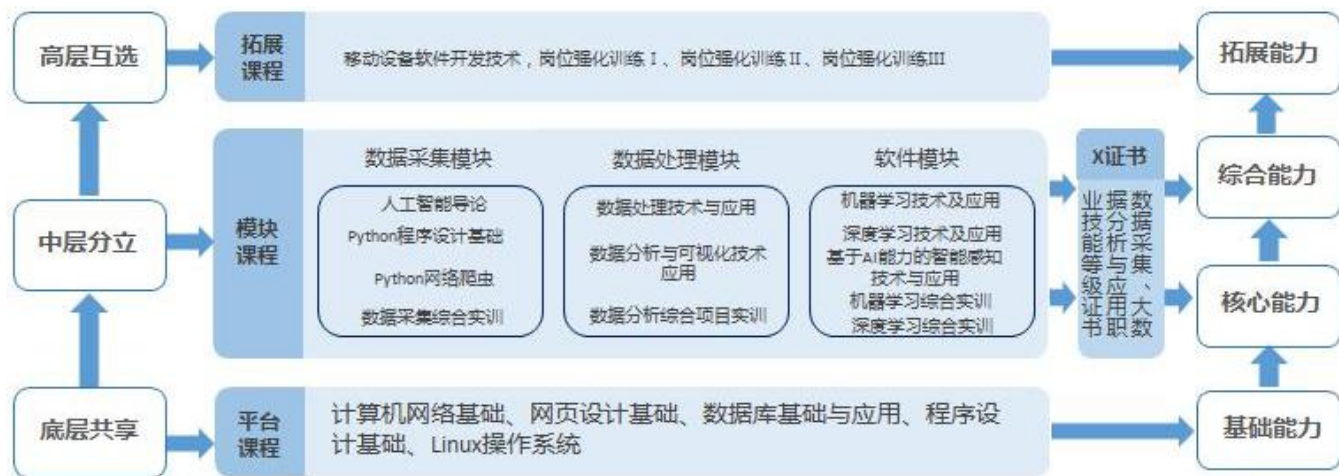 高层互选
拓展
课程
移动设备软件开发技术，岗位强化训练Ⅰ、岗位强化训练Ⅱ、岗位强化训练III
拓展能力
中层分立
模块
课程
数据采集模块
人工智能导论
Python程序设计基础
Python网络爬虫
数据采集综合实训
数据处理模块
数据处理技术与应用
数据分析与可视化技术
应用
数据分析综合项目实训
软件模块
机器学习技术及应用
深度学习技术及应用
基于AI能力的智能感知
技术与应用
机器学习综合实训
深度学习综合实训
X证书
数据采集、大数
据分析与应用职
业技能等级证书
综合能力
核心能力
底层共享
平台
课程
计算机网络基础、网页设计基础、数据库基础与应用、程序设
计基础、Linux操作系统
基础能力